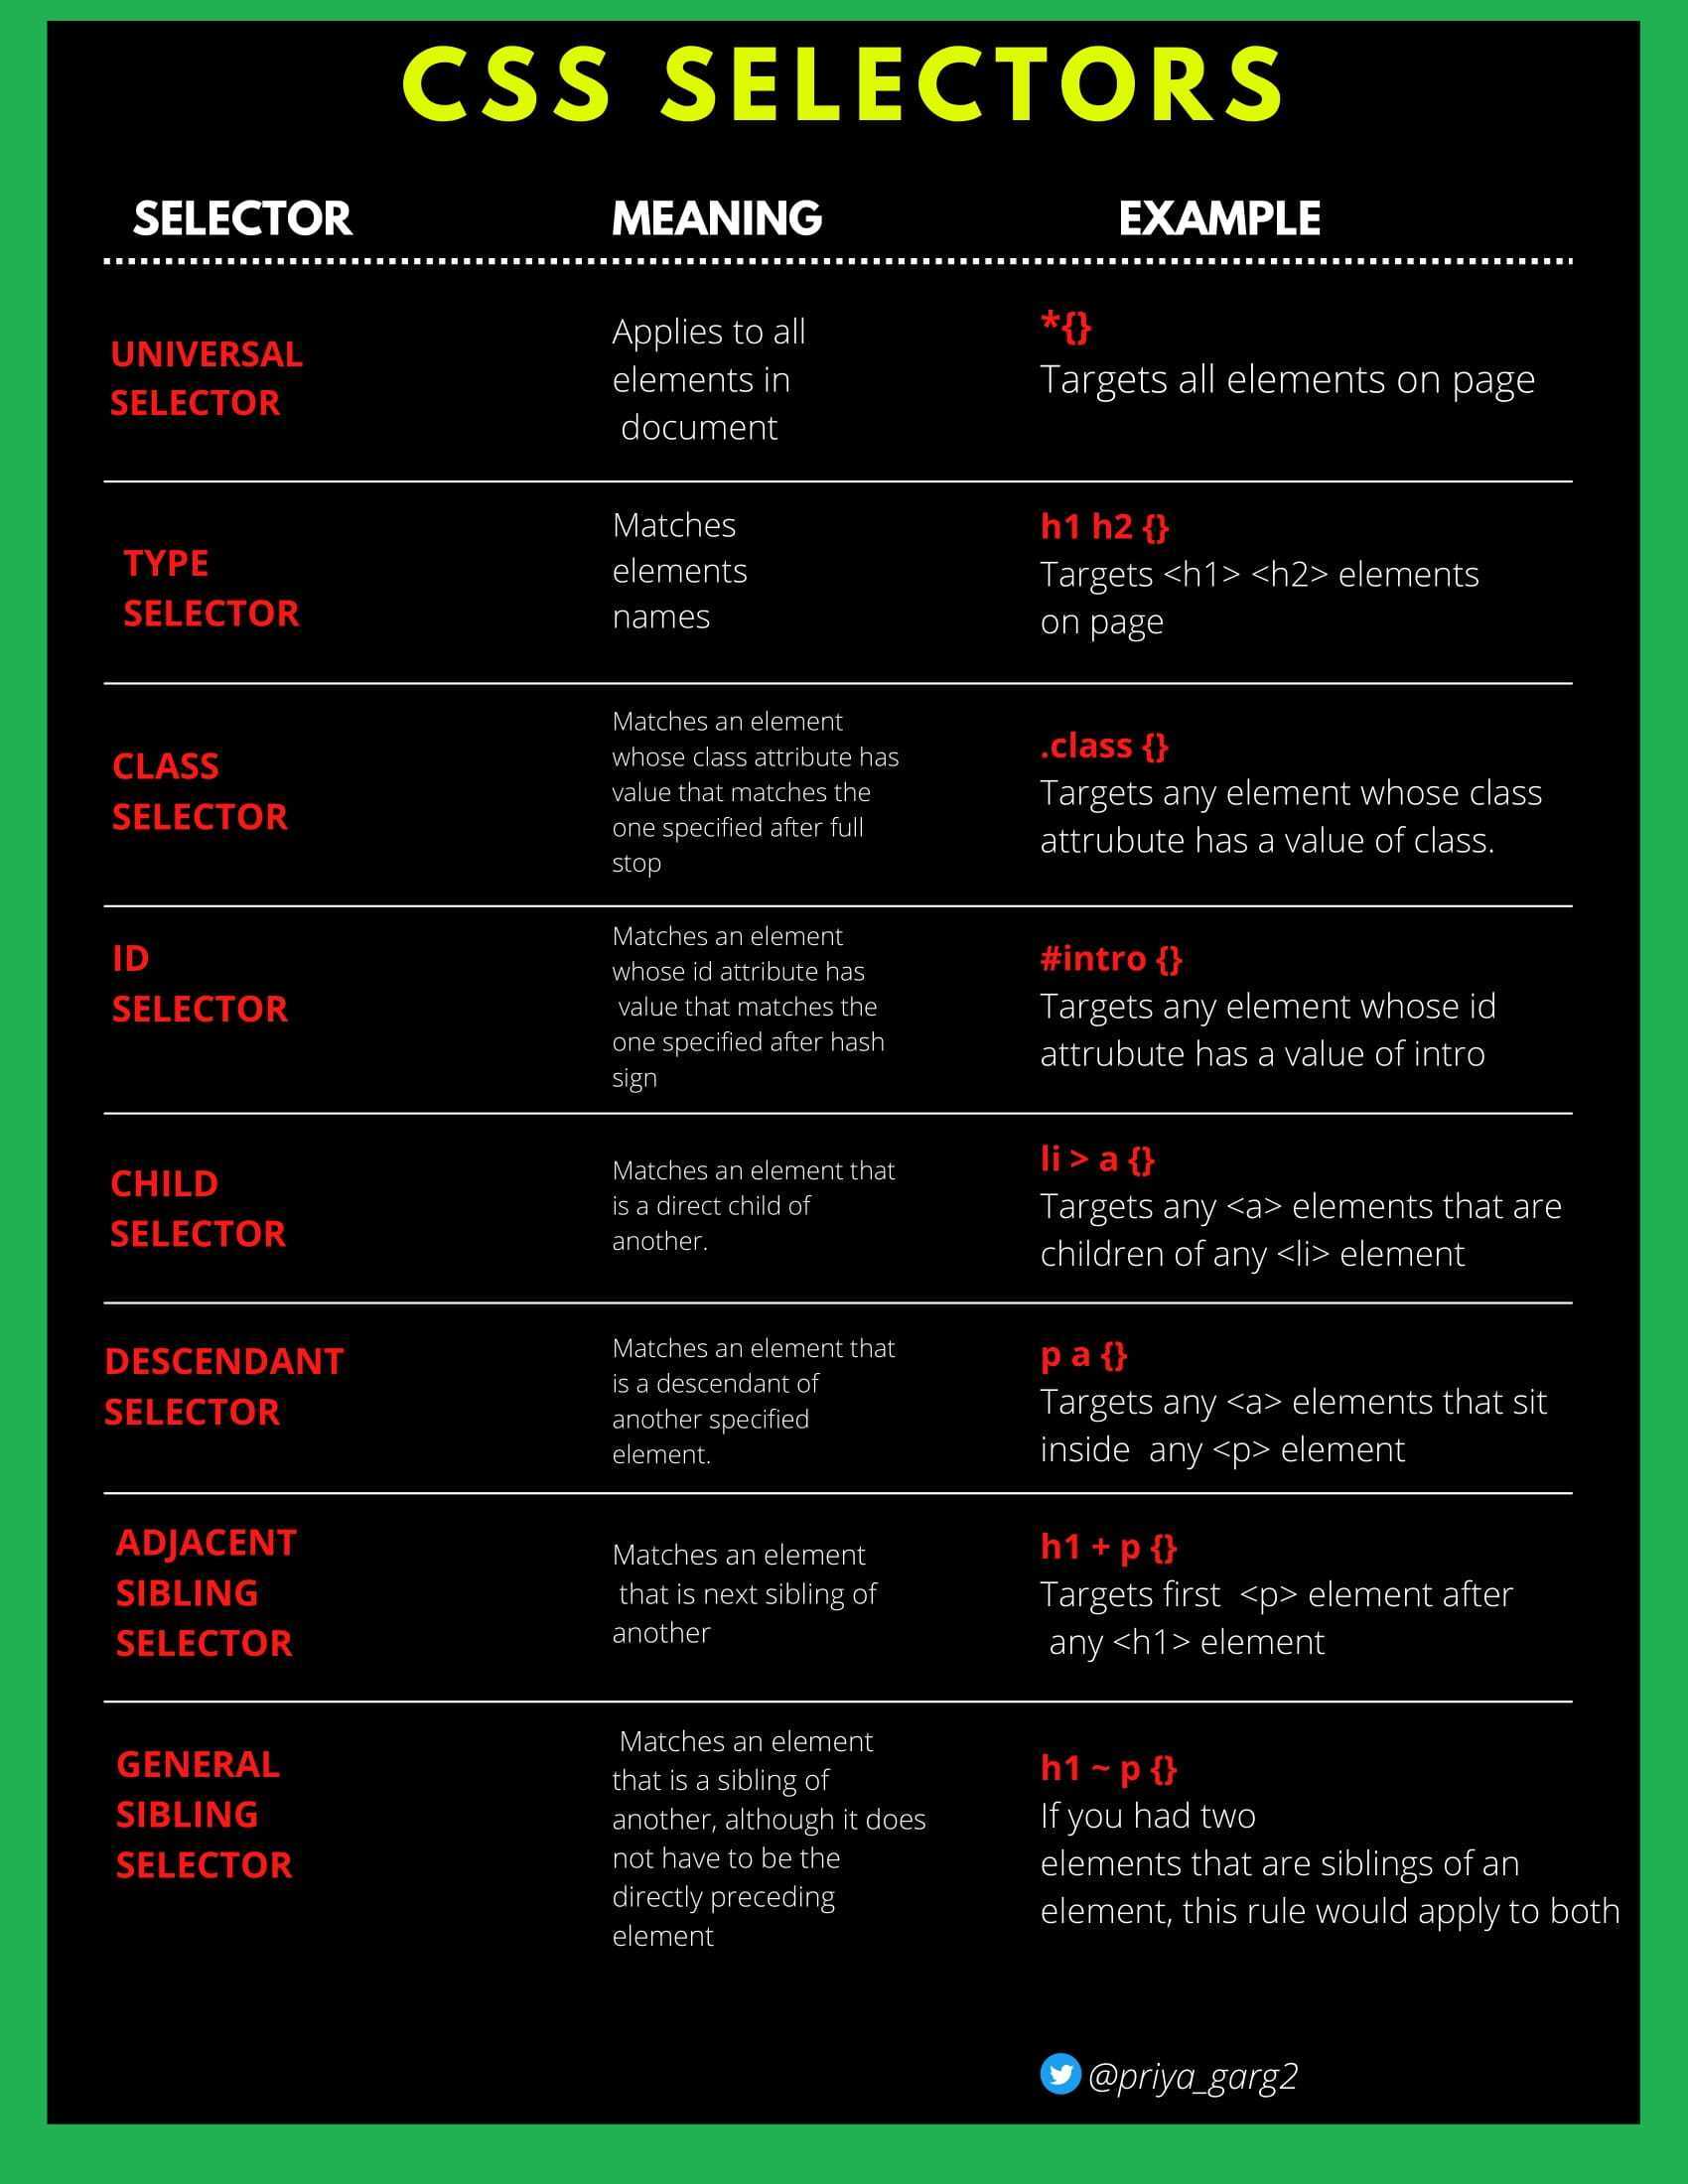 CSS SELECTORS
SELECTOR MEANING EXAMPLE
UNIVERSAL
SELECTOR
Applies to all
elements in
document
*{}
Targets all elements on page
TYPE
SELECTOR
Matches
elements
names
h1 h2 {}
Targets <h1> <h2> elements
on page
CLASS
SELECTOR
Matches an element
whose class attribute has
value that matches the
one specified after full
stop
.class {}
Targets any element whose class
attrubute has a value of class.
ID
SELECTOR
Matches an element
whose id attribute has
value that matches the
one specified after hash
sign
#intro {}
Targets any element whose id
attrubute has a value of intro
CHILD
SELECTOR
Matches an element that
is a direct child of
another.
li > a {}
Targets any <a> elements that are
children of any <li> element
DESCENDANT
SELECTOR
Matches an element that
is a descendant of
another specified
element.
p a {}
Targets any <a> elements that sit
inside any <p> element
ADJACENT
SIBLING
SELECTOR
Matches an element
that is next sibling of
another
h1 + p {}
Targets first <p> element after
any <h1> element
GENERAL
SIBLING
SELECTOR
Matches an element
that is a sibling of
another, although it does
not have to be the
directly preceding
element
h1 ~ p {}
If you had two
elements that are siblings of an
element, this rule would apply to both
@priya_garg2